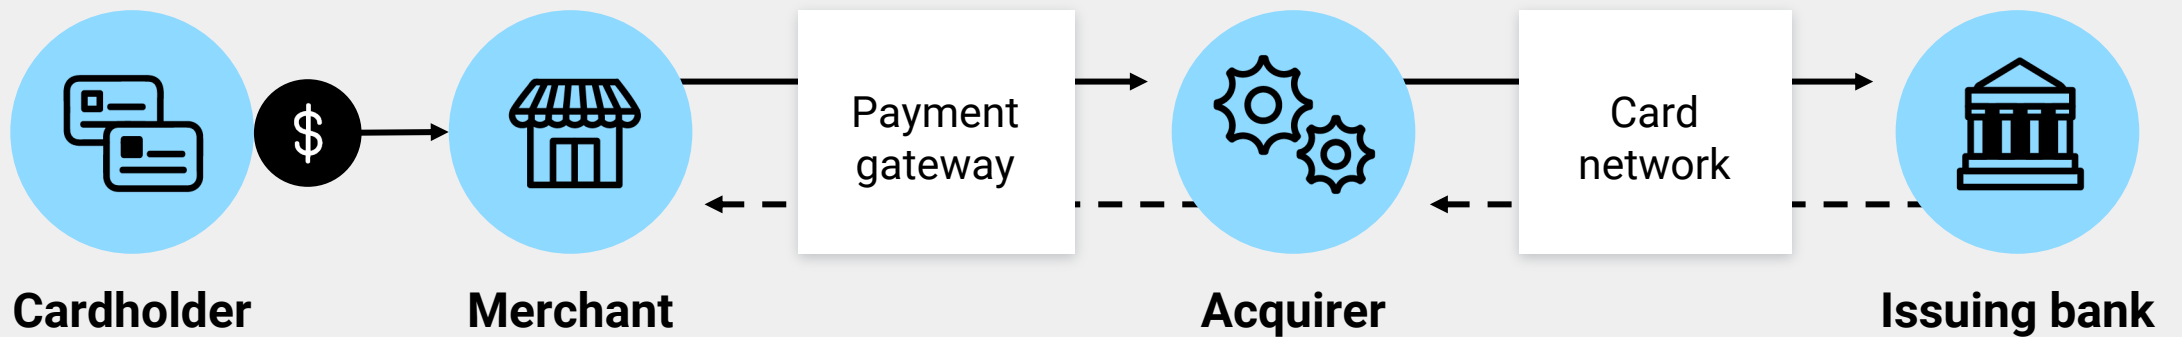 $
Payment
gateway
Card
network
Cardholder
Merchant
Acquirer
Issuing bank